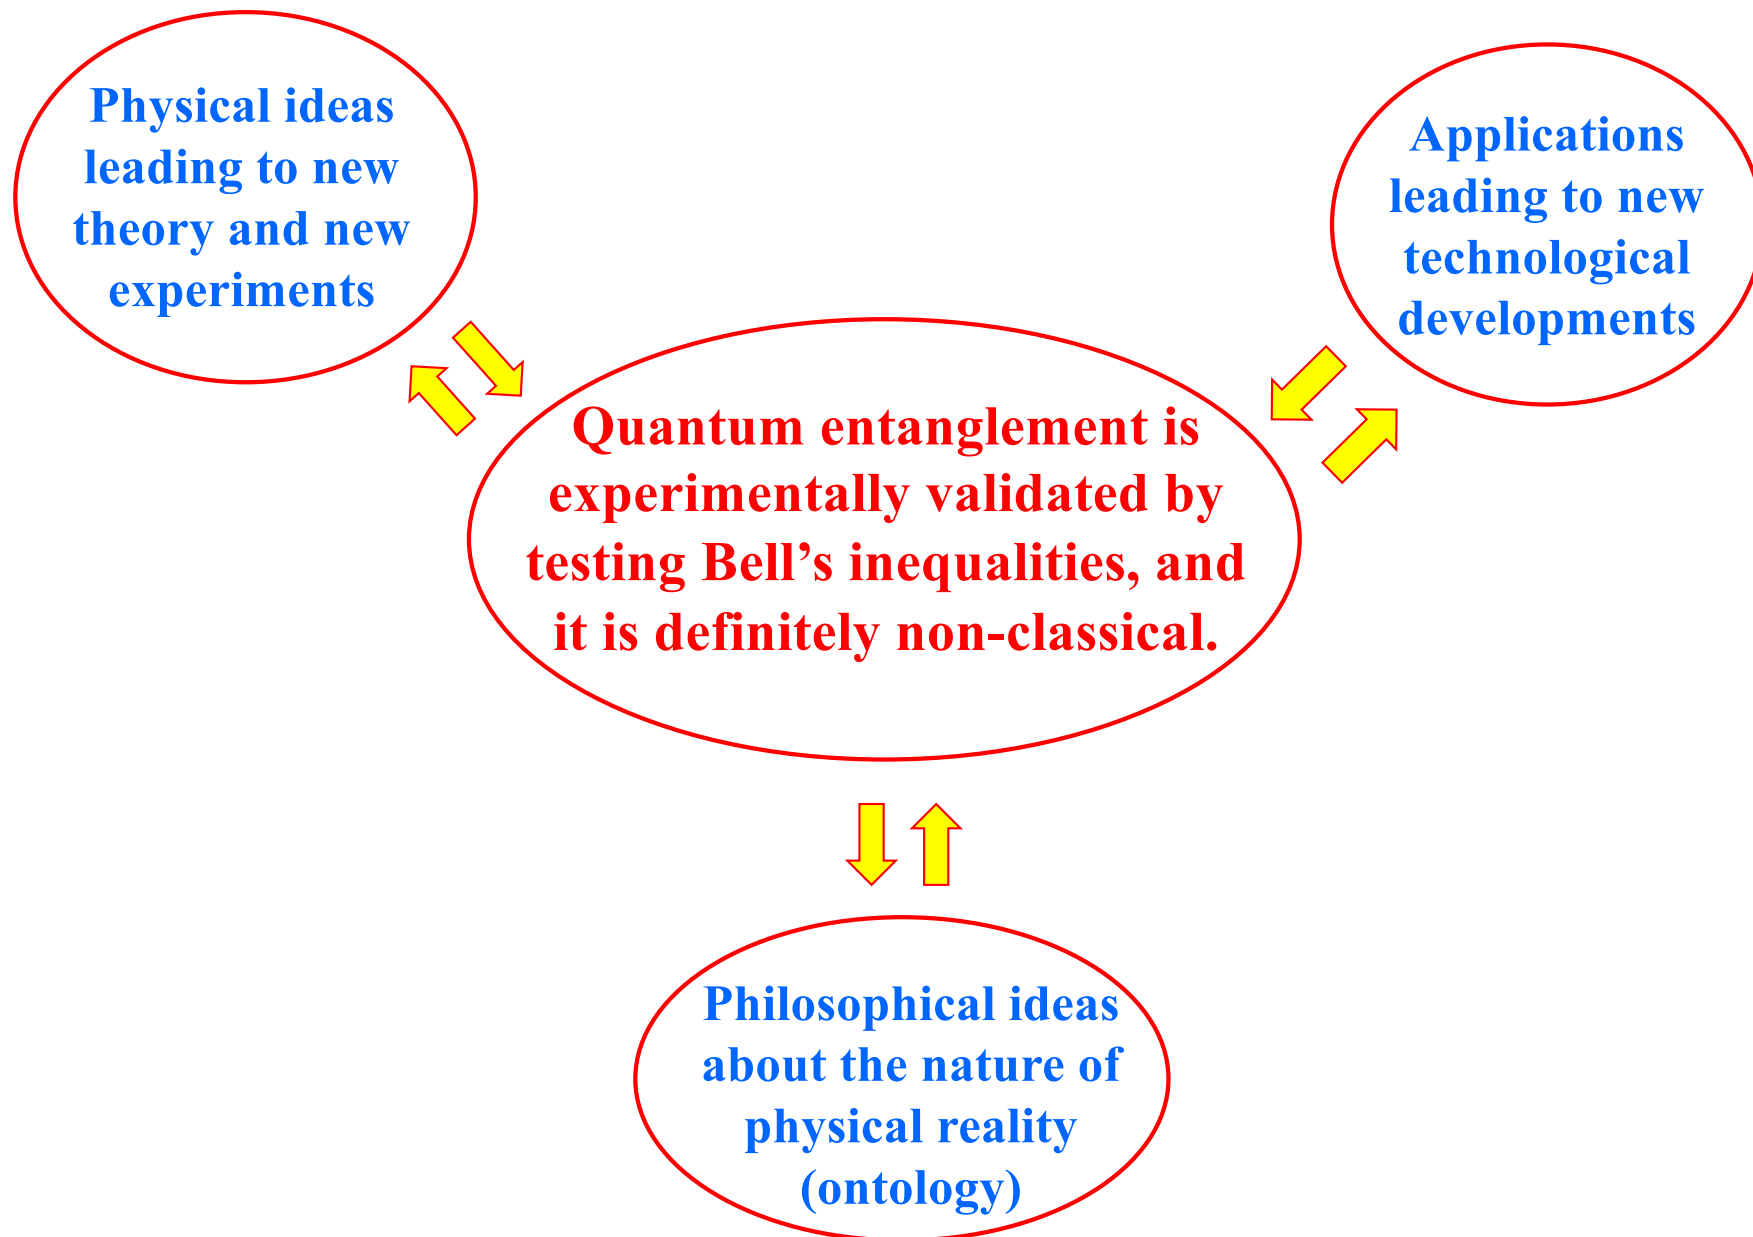 Physical ideas
leading to new
theory and new
experiments
Applications
leading to new
technological
developments
Quantum entanglement is
experimentally validated by
testing Bell’s inequalities, and
it is definitely non-classical.
Philosophical ideas
about the nature of
physical reality
(ontology)